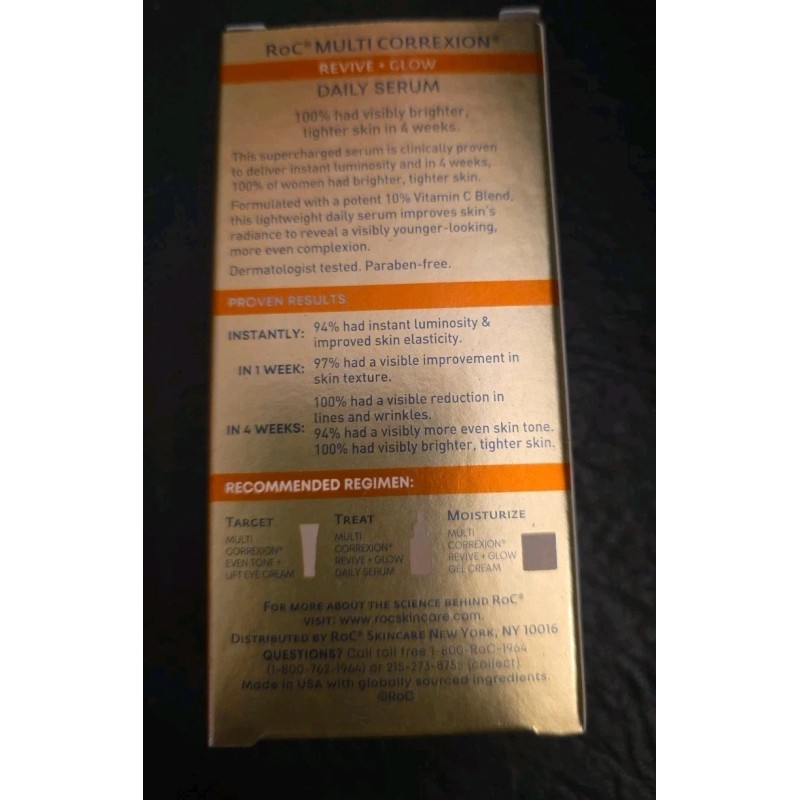 RoC® MULTI CORREXION®
REVIVE + GLOW
DAILY SERUM
100% had visibly brighter,
tighter skin in 4 weeks.
This supercharged serum is clinically proven
to deliver instant luminosity and in 4 weeks,
100% of women had brighter, tighter skin.
Formulated with a potent 10% Vitamin C Blend,
this lightweight daily serum improves skin's
radiance to reveal a visibly younger-looking,
more even complexion.
Dermatologist tested. Paraben-free.
PROVEN RESULTS
INSTANTLY: 94% had instant luminosity &
improved skin elasticity.
IN 1 WEEK: 97% had a visible improvement in
skin texture.
100% had a visible reduction in
lines and wrinkles.
IN 4 WEEKS: 94% had a visibly more even skin tone.
100% had visibly brighter, tighter skin.
RECOMMENDED REGIMEN:
TARGET
MULTI
CORREXION®
EVEN TONE +
LIFT EYE CREAM
TREAT
MULTI
CORREXION®
REVIVE + GLOW
DAILY SERUM
MOISTURIZE
MULTI
CORREXION®
REVIVE + GLOW
GEL CREAM
FOR MORE ABOUT THE SCIENCE BEHIND RoC®
VISIT: www.rocskincare.com.
DISTRIBUTED BY RoC® SKINCARE NEW YORK, NY 10016
QUESTIONS? Call toll free 1-800-RoC-1964
(1-800-762-1964) or (collect).
Made in USA with globally sourced ingredients.
©RoC